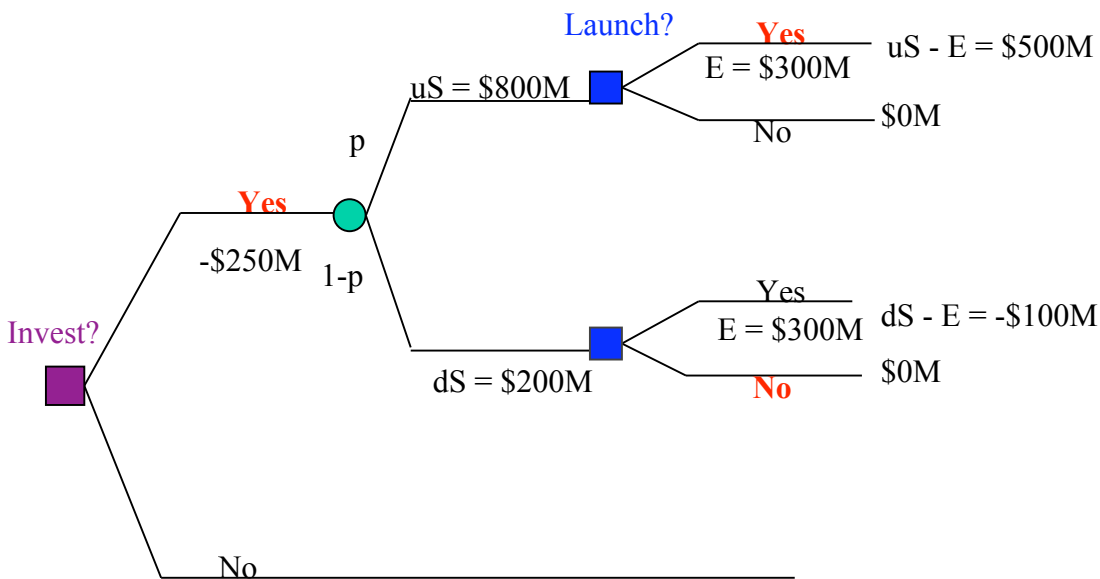 Launch?
Yes
uS - E = $500M
E = $300M
uS = $800M
$0M
No
p
Yes
-$250M
1-p
Yes
dS - E = -$100M
E = $300M
Invest?
$0M
dS = $200M
No
No